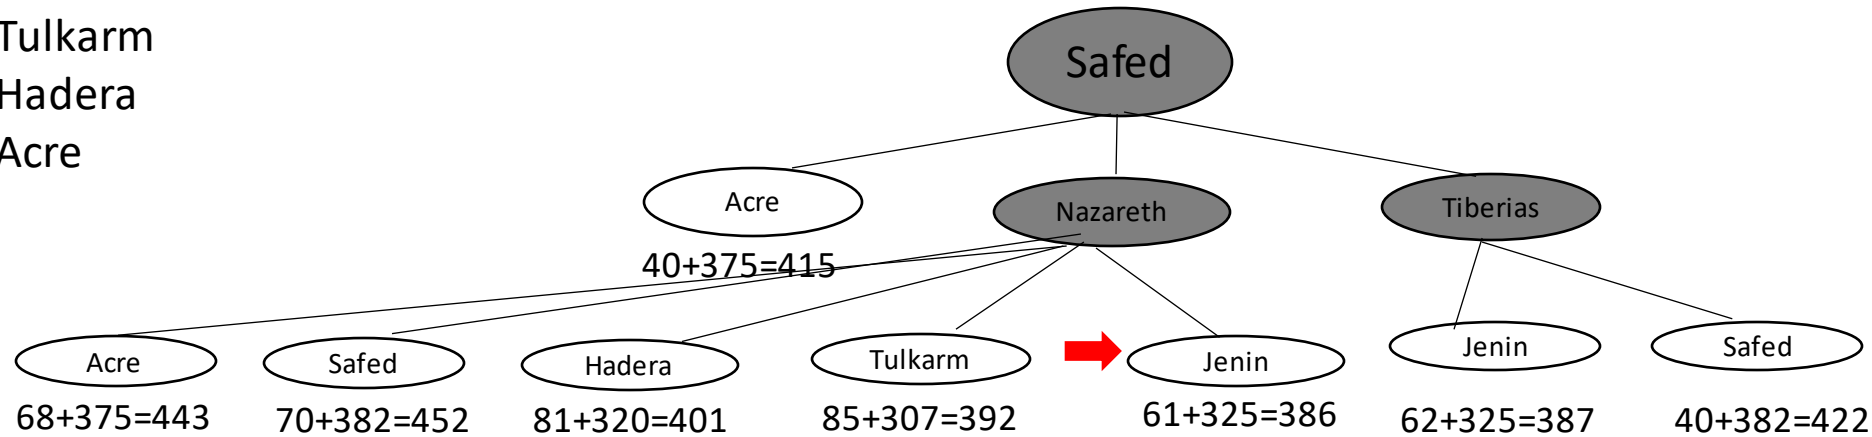 Tulkarm
Hadera
Acre
Safed
Acre
Nazareth
Tiberias
40+375=415
Acre
Safed
Hadera
Tulkarm
Jenin
Jenin
Safed
68+375=443
70+382=452
81+320=401
85+307=392
61+325=386
62+325=387
40+382=422